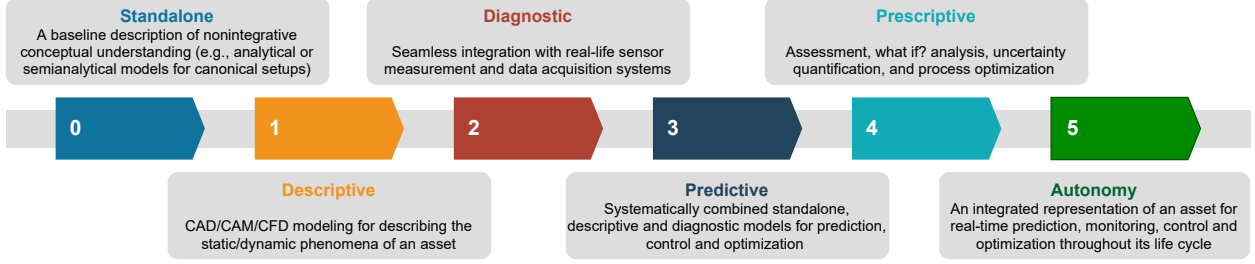 Standalone
A baseline description of nonintegrative
conceptual understanding (e.g., analytical or
semianalytical models for canonical setups)
Diagnostic
Seamless integration with real-life sensor
measurement and data acquisition systems
Prescriptive
Assessment, what if? analysis, uncertainty
quantification, and process optimization
0
1
2
3
4
5
Descriptive
CAD/CAM/CFD modeling for describing the
static/dynamic phenomena of an asset
Predictive
Systematically combined standalone,
descriptive and diagnostic models for prediction,
control and optimization
Autonomy
An integrated representation of an asset for
real-time prediction, monitoring, control and
optimization throughout its life cycle